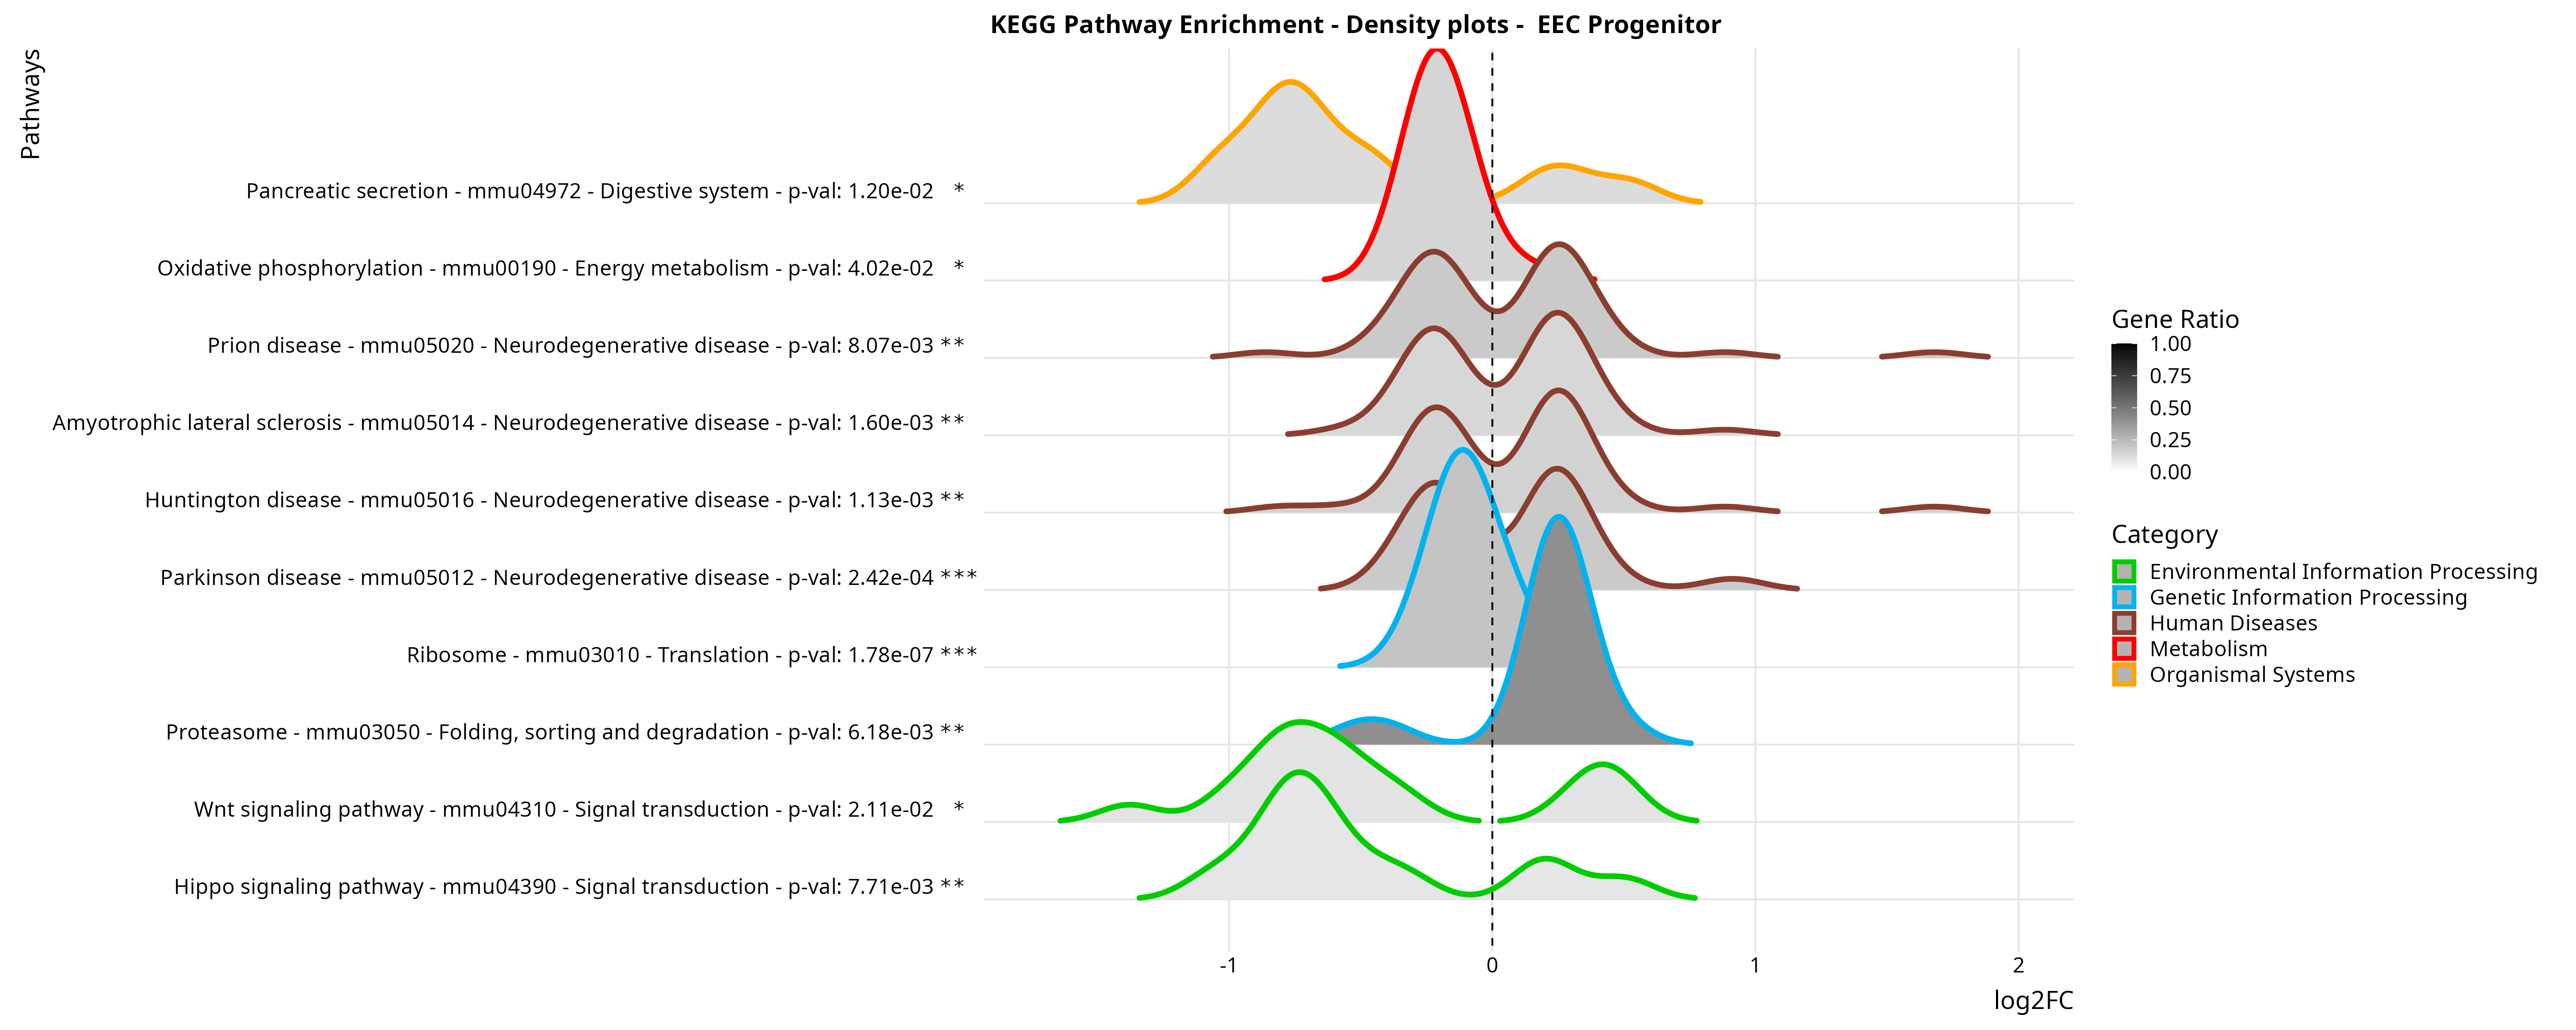 KEGG Pathway Enrichment - Density plots -  EEC Progenitor
Pathways
Pancreatic secretion - mmu04972 - Digestive system - p-val: 1.20e-02 *
Oxidative phosphorylation - mmu00190 - Energy metabolism - p-val: 4.02e-02 *
Prion disease - mmu05020 - Neurodegenerative disease - p-val: 8.07e-03 **
Amyotrophic lateral sclerosis - mmu05014 - Neurodegenerative disease - p-val: 1.60e-03 **
Huntington disease - mmu05016 - Neurodegenerative disease - p-val: 1.13e-03 **
Parkinson disease - mmu05012 - Neurodegenerative disease - p-val: 2.42e-04 ***
Ribosome - mmu03010 - Translation - p-val: 1.78e-07 ***
Proteasome - mmu03050 - Folding, sorting and degradation - p-val: 6.18e-03 **
Wnt signaling pathway - mmu04310 - Signal transduction - p-val: 2.11e-02 *
Hippo signaling pathway - mmu04390 - Signal transduction - p-val: 7.71e-03 **
-1 0 1 2
log2FC
Gene Ratio
1.00
0.75
0.50
0.25
0.00
Category
Environmental Information Processing
Genetic Information Processing
Human Diseases
Metabolism
Organismal Systems